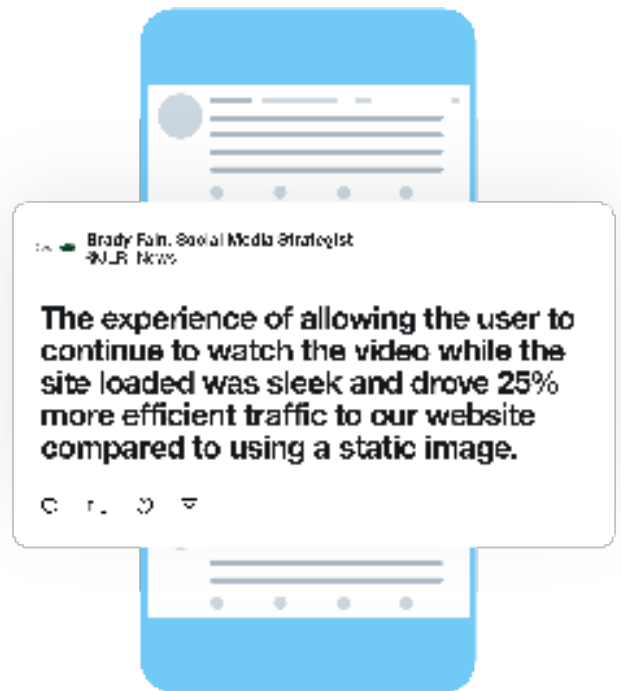 Brady Fain, Social Media Strategist
News
The experience of allowing the user to
continue to watch the video while the
site loaded was sleek and drove 25%
more efficient traffic to our website
compared to using a static image.